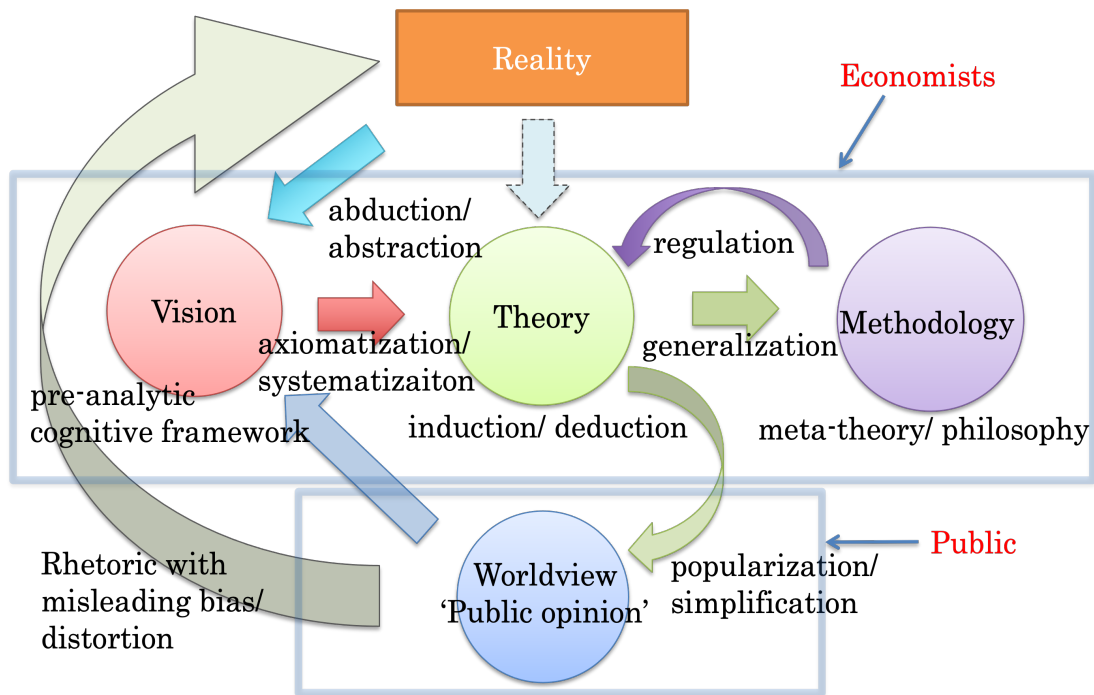 Reality
Economists
abduction/
abstraction
regulation
Vision
Theory
Methodology
axiomatization/
systematizaiton
generalization
pre-analytic
cognitive framework
induction/ deduction
meta-theory/ philosophy
Public
Rhetoric with
misleading bias/
distortion
Worldview
‘Public opinion’
popularization/
simplification